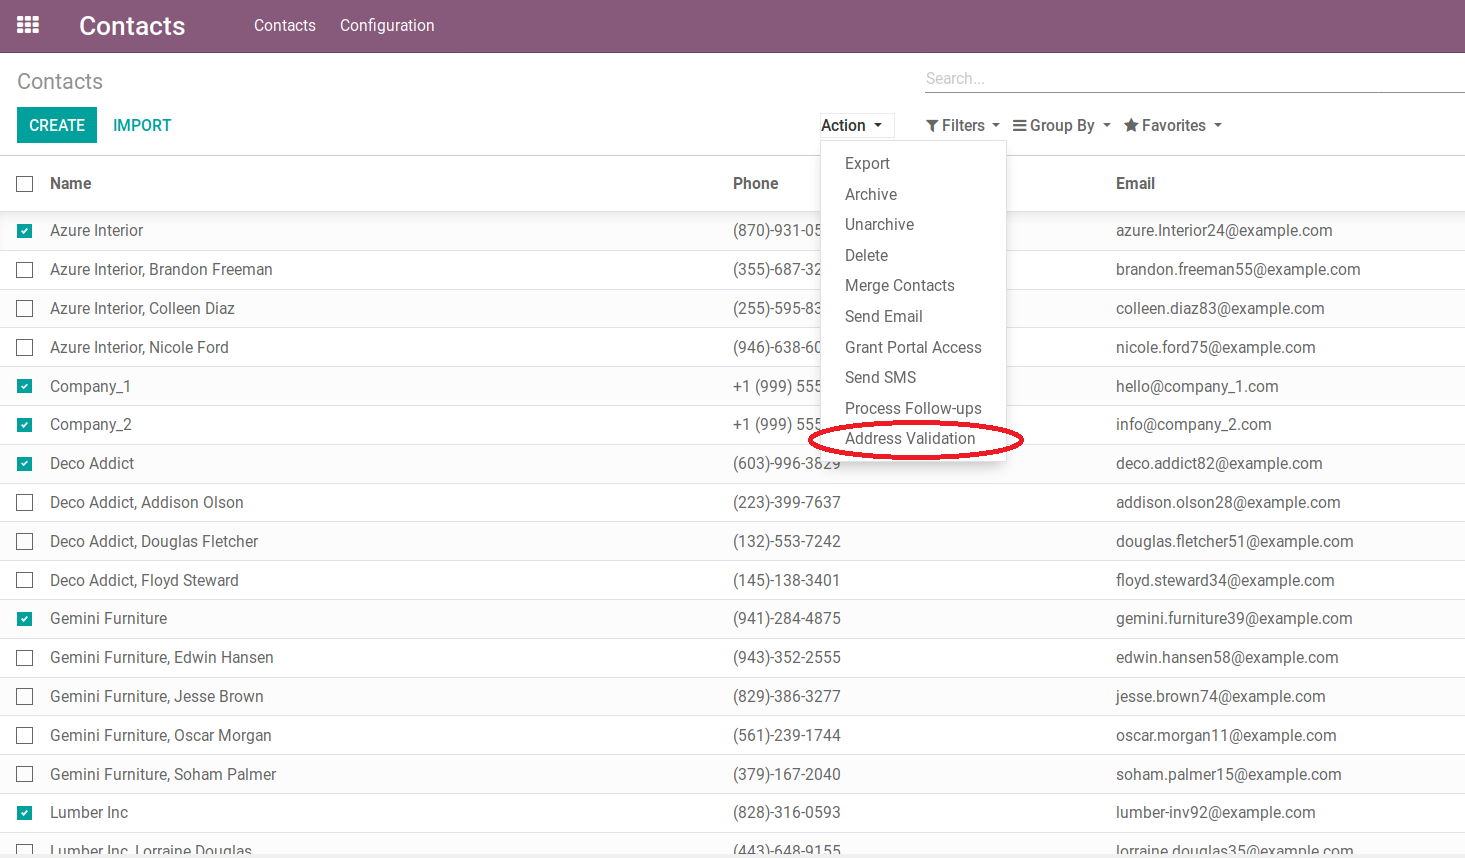 Contacts Contacts Configuration
Contacts Search...
CREATE IMPORT Action Filters Group By Favorites
Name Phone Email
Azure Interior (870)-931-05 azure.Interior24@example.com
Azure Interior, Brandon Freeman (355)-687-32 brandon.freeman55@example.com
Azure Interior, Colleen Diaz (255)-595-83 colleen.diaz83@example.com
Azure Interior, Nicole Ford (946)-638-60 nicole.ford75@example.com
Company_1 +1 (999) 555 hello@company_1.com
Company_2 +1 (999) 555 info@company_2.com
Deco Addict (603)-996-3829 deco.addict82@example.com
Deco Addict, Addison Olson (223)-399-7637 addison.olson28@example.com
Deco Addict, Douglas Fletcher (132)-553-7242 douglas.fletcher51@example.com
Deco Addict, Floyd Steward (145)-138-3401 floyd.steward34@example.com
Gemini Furniture (941)-284-4875 gemini.furniture39@example.com
Gemini Furniture, Edwin Hansen (943)-352-2555 edwin.hansen58@example.com
Gemini Furniture, Jesse Brown (829)-386-3277 jesse.brown74@example.com
Gemini Furniture, Oscar Morgan (561)-239-1744 oscar.morgan11@example.com
Gemini Furniture, Soham Palmer (379)-167-2040 soham.palmer15@example.com
Lumber Inc (828)-316-0593 lumber-inv92@example.com
Lumber Inc, Lorraine Douglas (443)-648-9155 lorraine.douglas35@example.com
Export
Archive
Unarchive
Delete
Merge Contacts
Send Email
Grant Portal Access
Send SMS
Process Follow-ups
Address Validation